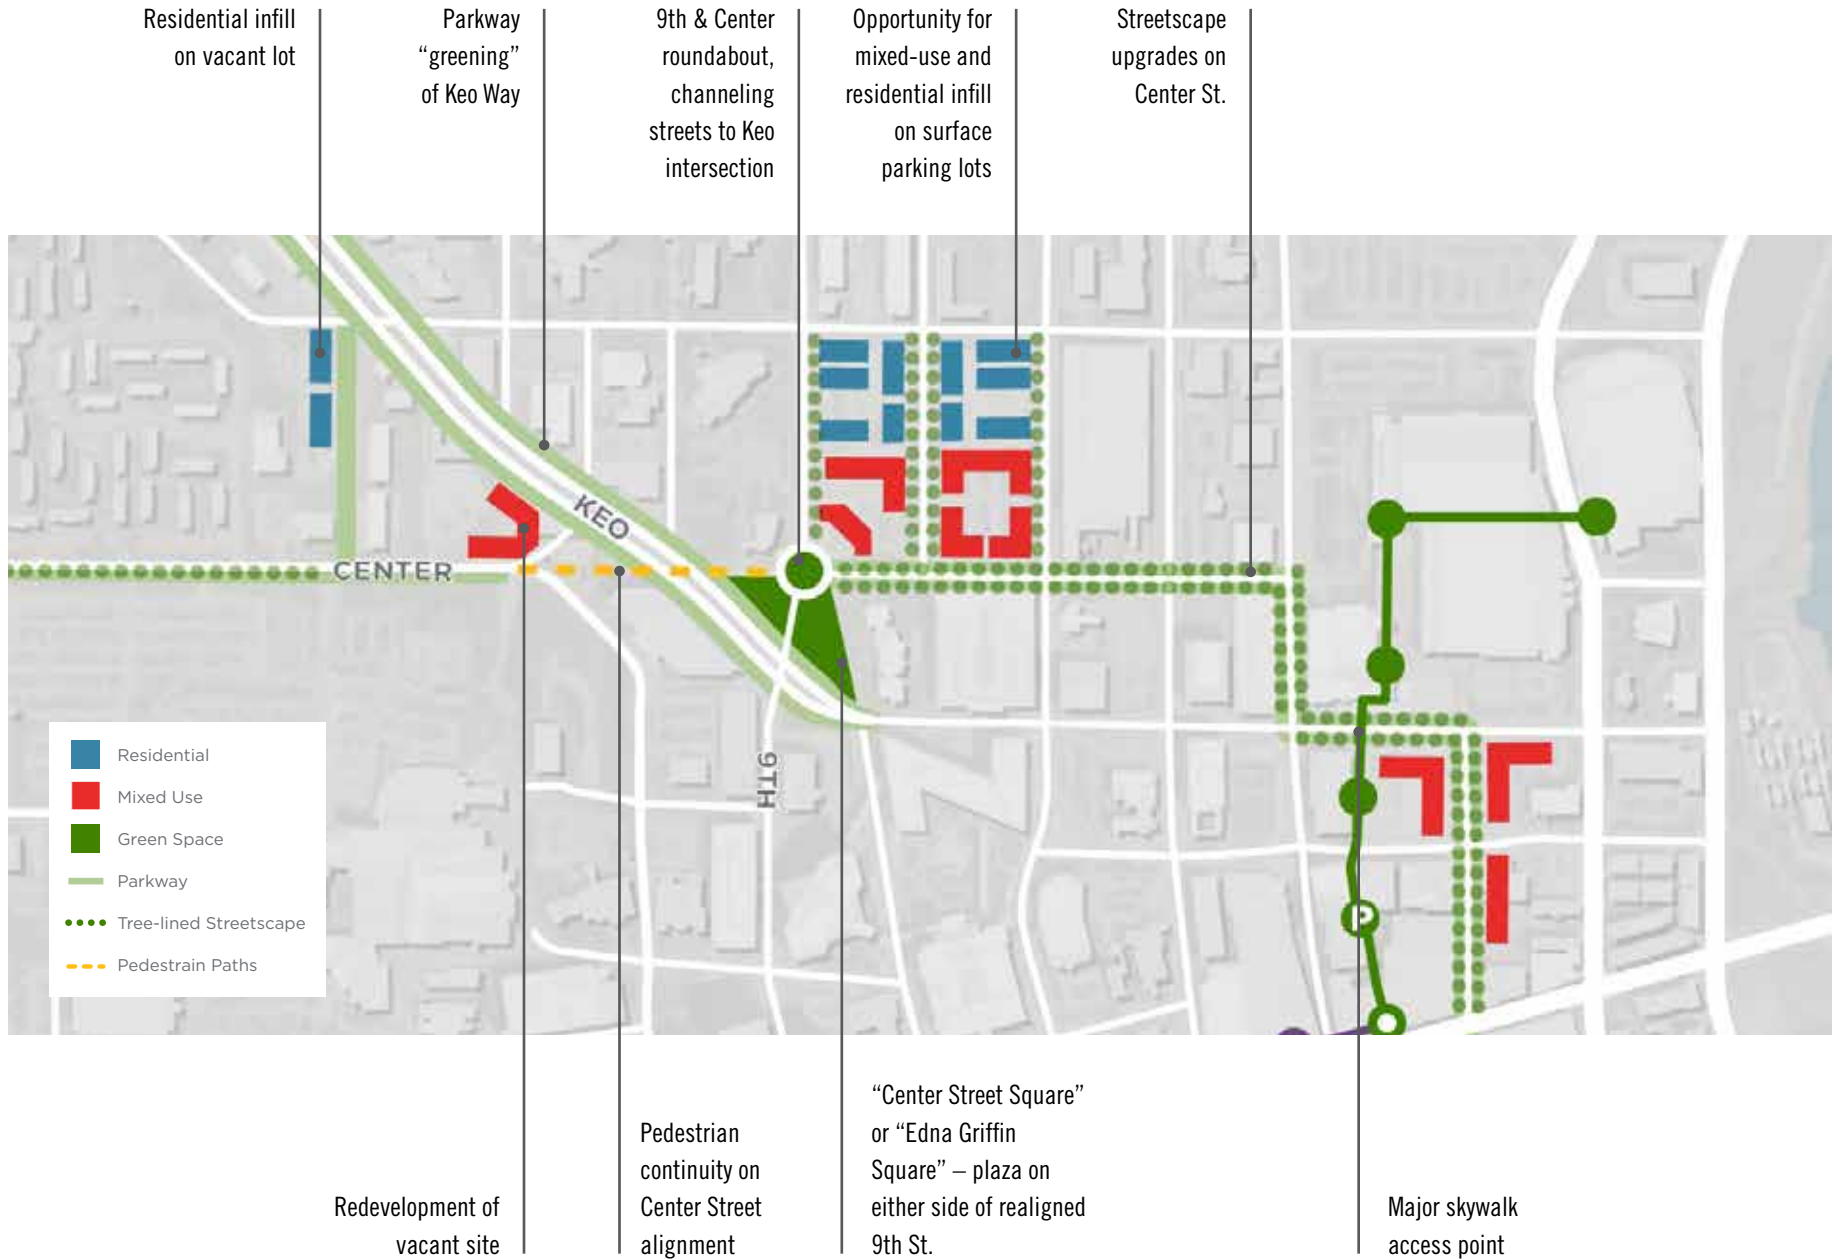 Residential infill
on vacant lot
Parkway
“greening”
of Keo Way
9th & Center
roundabout,
channeling
streets to Keo
intersection
Opportunity for
mixed-use and
residential infill
on surface
parking lots
Streetscape
upgrades on
Center St.
KEO
CENTER
9TH
P
Residential
Mixed Use
Green Space
Parkway
Tree-lined Streetscape
Pedestrain Paths
Redevelopment of
vacant site
Pedestrian
continuity on
Center Street
alignment
“Center Street Square”
or “Edna Griffin
Square” – plaza on
either side of realigned
9th St.
Major skywalk
access point